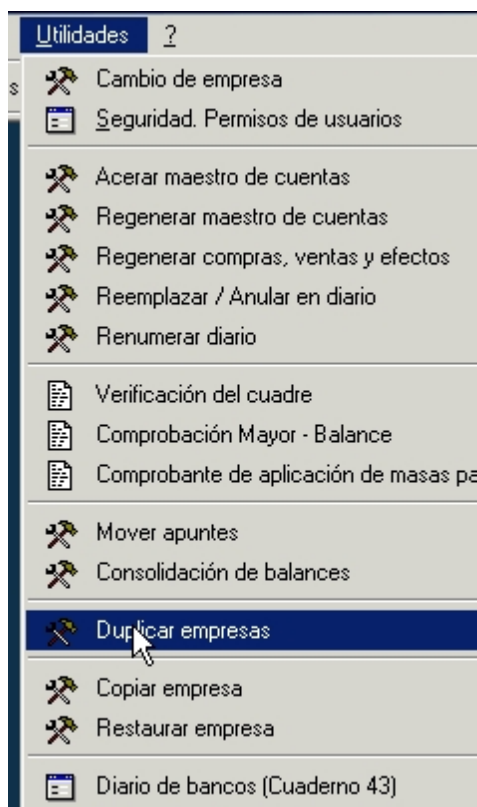 Utilidades ?
s
Cambio de empresa
Seguridad. Permisos de usuarios
Acerar maestro de cuentas
Regenerar maestro de cuentas
Regenerar compras, ventas y efectos
Reemplazar / Anular en diario
Renumerar diario
Verificación del cuadre
Comprobación Mayor - Balance
Comprobante de aplicación de masas pa
Mover apuntes
Consolidación de balances
Duplicar empresas
Copiar empresa
Restaurar empresa
Diario de bancos (Cuaderno 43)